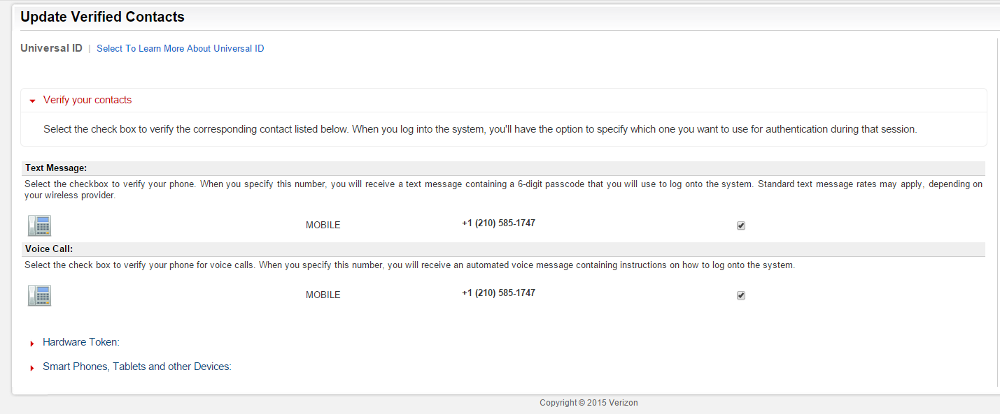 Update Verified Contacts
Universal ID | Select To Learn More About Universal ID
Verify your contacts
Select the check box to verify the corresponding contact listed below. When you log into the system, you'll have the option to specify which one you want to use for authentication during that session.
Text Message:
Select the checkbox to verify your phone. When you specify this number, you will receive a text message containing a 6-digit passcode that you will use to log onto the system. Standard text message rates may apply, depending on
your wireless provider.
MOBILE +1 (210) 585-1747
Voice Call:
Select the check box to verify your phone for voice calls. When you specify this number, you will receive an automated voice message containing instructions on how to log onto the system.
MOBILE +1 (210) 585-1747
Hardware Token:
Smart Phones, Tablets and other Devices:
Copyright © 2015 Verizon